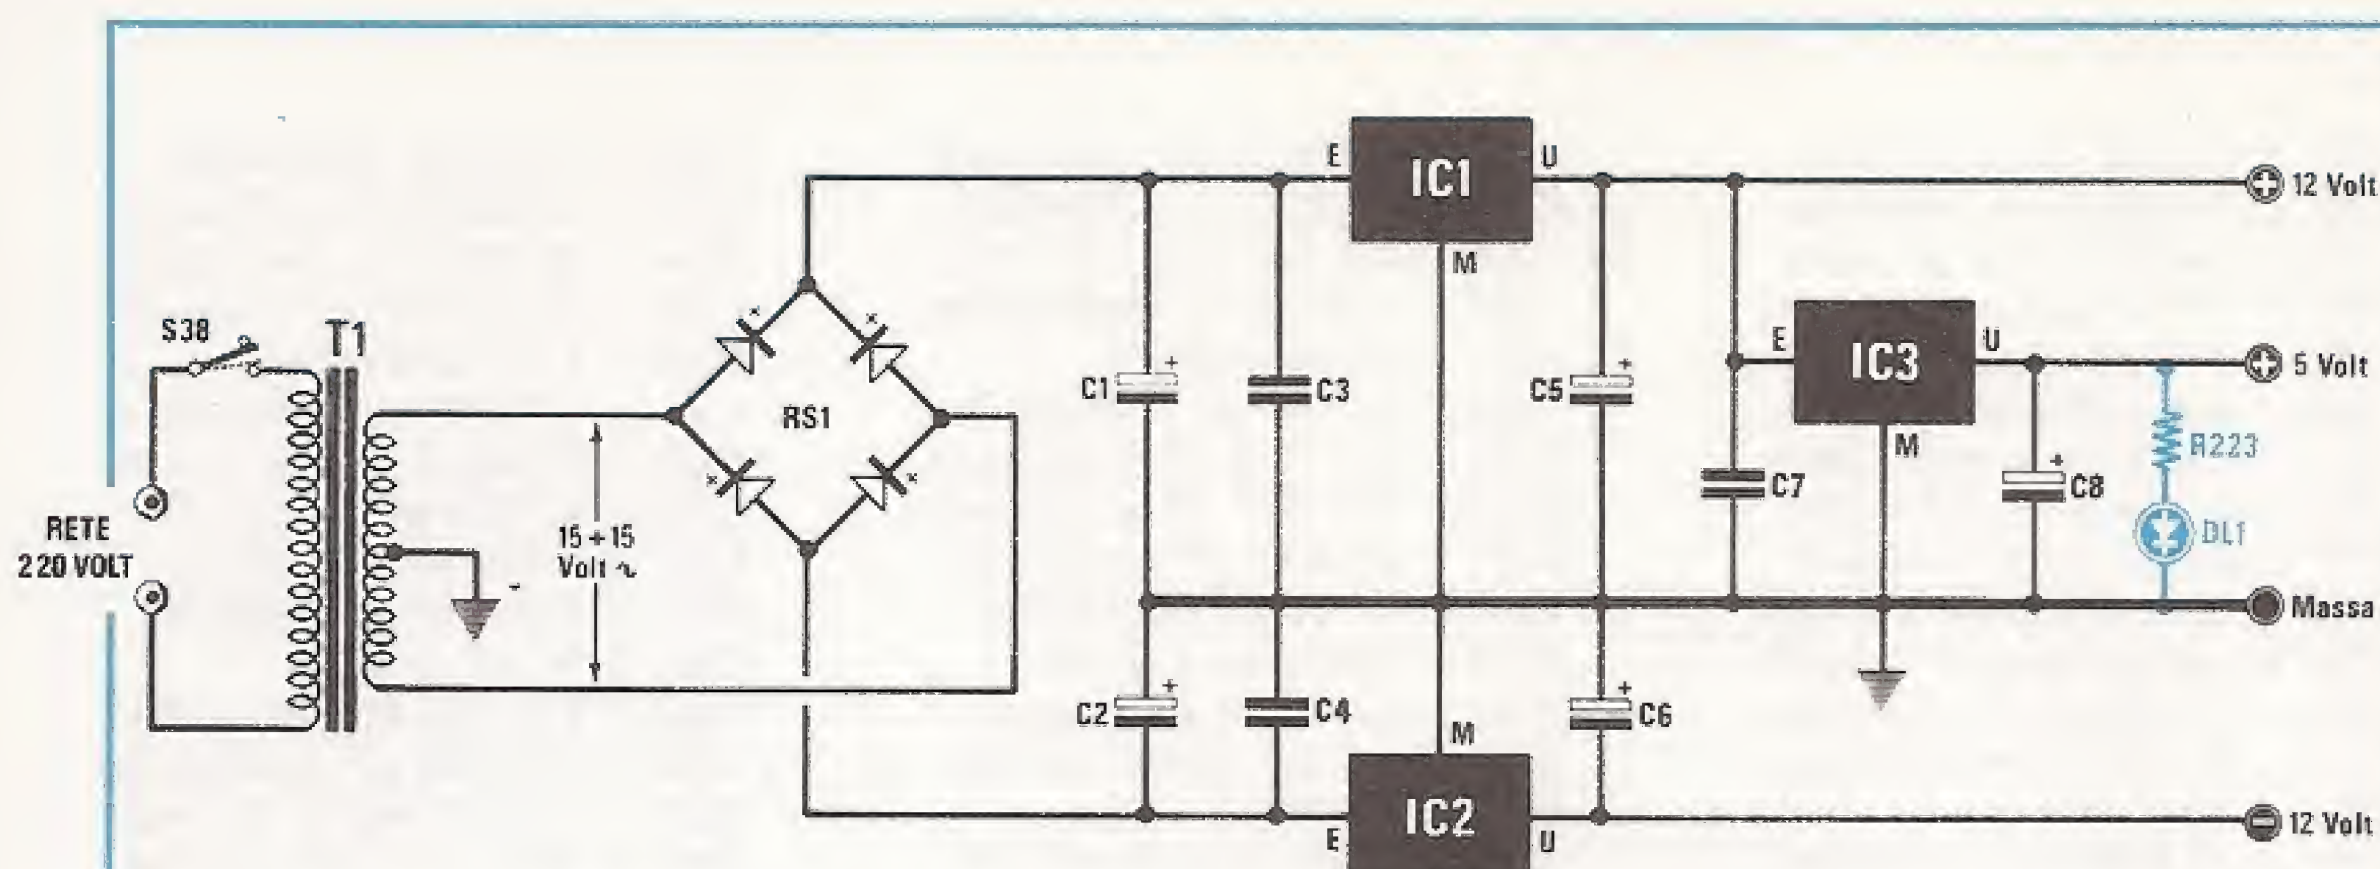 E
IC1
U
+ 12 Volt
M
S38
T1
E
IC3
U
+ 5 Volt
C1
+
C3
C5
+
RS1
M
R223
C7
+
C8
RETE
220 VOLT
15 + 15
Volt ~
DL1
Massa
C2
+
C4
+
C6
M
E
IC2
U
- 12 Volt